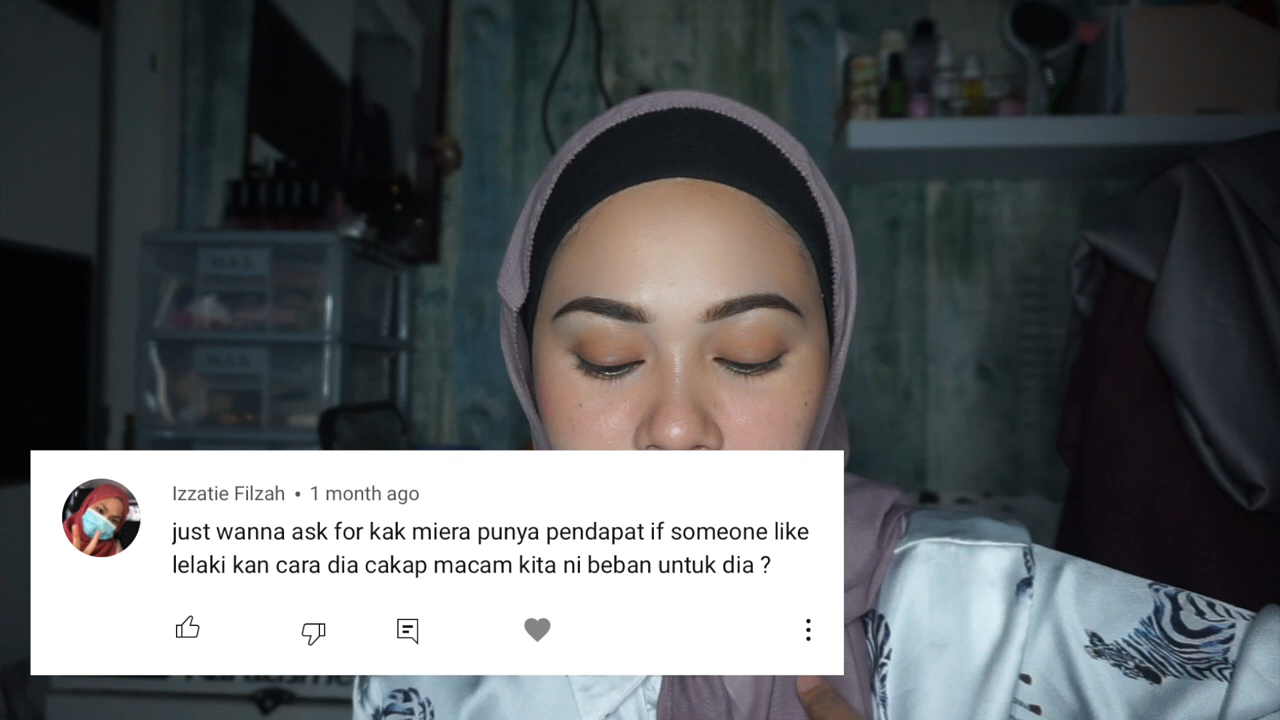 Izzatie Filzah • 1 month ago
just wanna ask for kak miera punya pendapat if someone like
lelaki kan cara dia cakap macam kita ni beban untuk dia ?